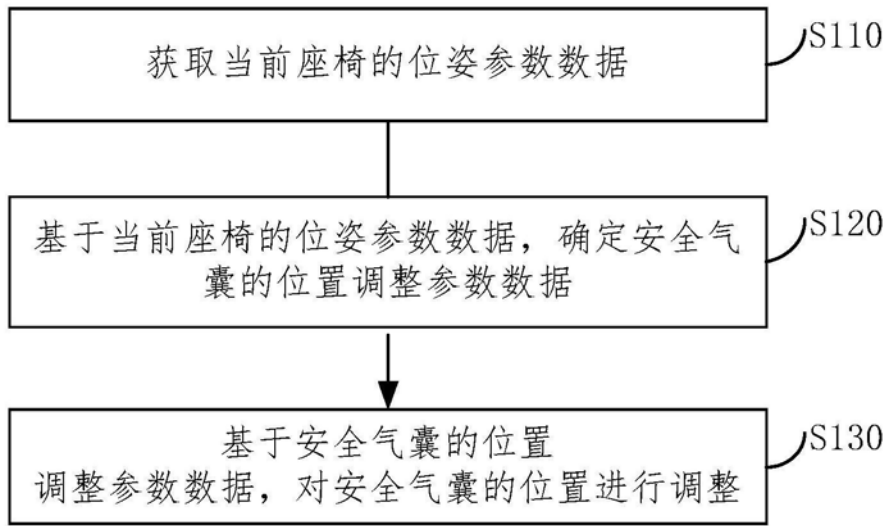 获取当前座椅的位姿参数数据
S110
基于当前座椅的位姿参数数据，确定安全气
囊的位置调整参数数据
S120
基于安全气囊的位置
调整参数数据，对安全气囊的位置进行调整
S130